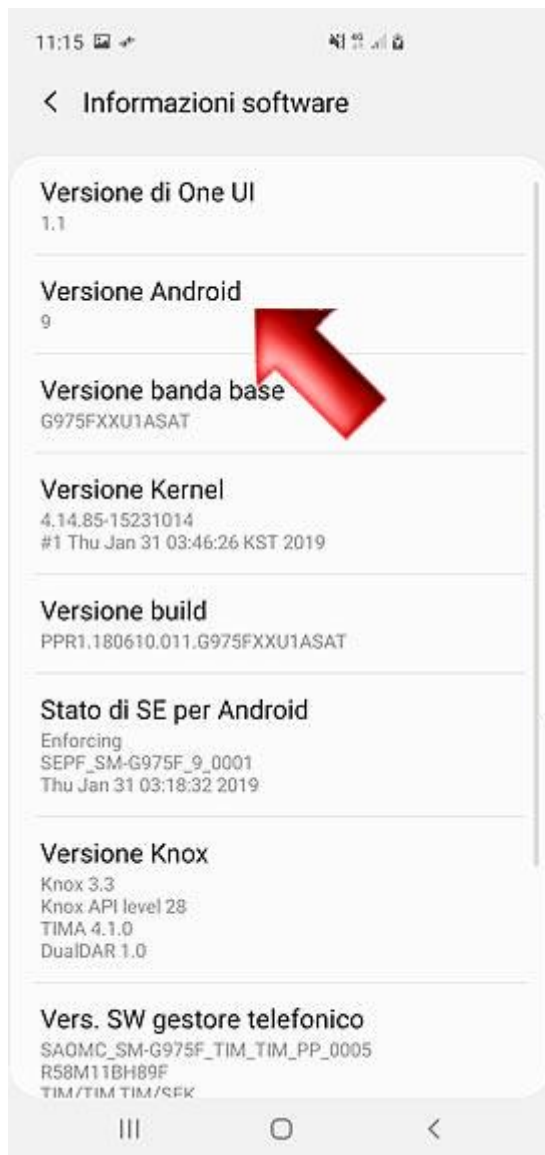 11:15
Informazioni software
Versione di One UI
1.1
Versione Android
9
Versione banda base
G975FXXU1ASAT
Versione Kernel
4.14.85-15231014
#1 Thu Jan 31 03:46:26 KST 2019
Versione build
PPR1.180610.011.G975FXXU1ASAT
Stato di SE per Android
Enforcing
SEPF_SM-G975F_9_0001
Thu Jan 31 03:18:32 2019
Versione Knox
Knox 3.3
Knox API level 28
TIMA 4.1.0
DualDAR 1.0
Vers. SW gestore telefonico
SAOMC_SM-G975F_TIM_TIM_PP_0005
R58M11BH89F
TIM/TIM,TIM/SEK